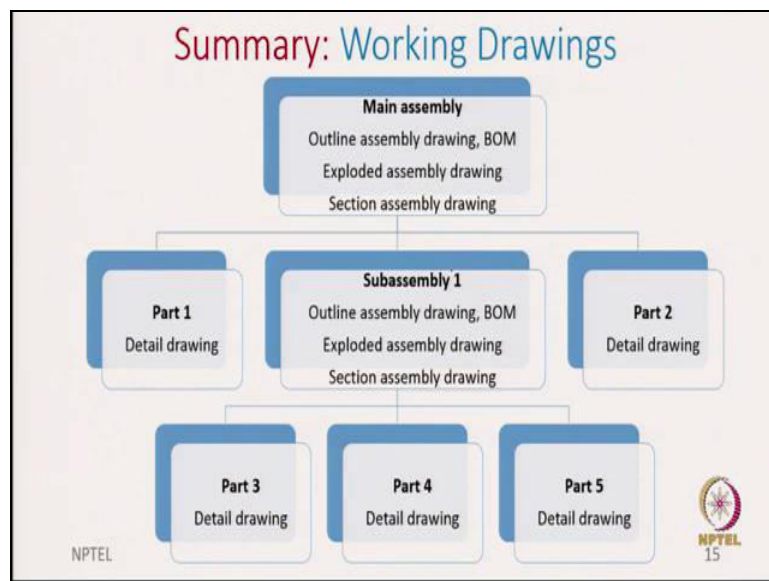 Summary: Working Drawings
Main assembly
Outline assembly drawing, BOM
Exploded assembly drawing
Section assembly drawing
Part 1
Detail drawing
Subassembly 1
Outline assembly drawing, BOM
Exploded assembly drawing
Section assembly drawing
Part 2
Detail drawing
Part 3
Detail drawing
Part 4
Detail drawing
Part 5
Detail drawing
NPTEL
NPTEL
15